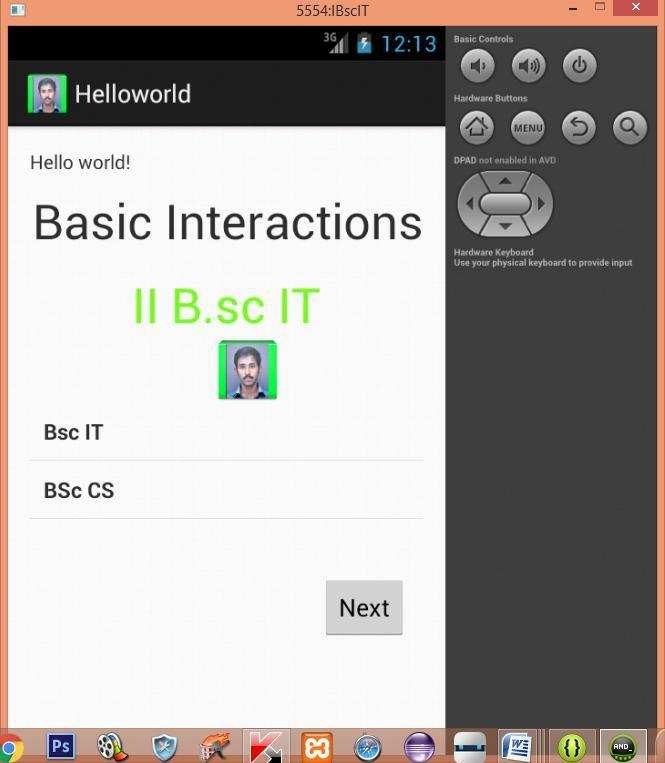 5554:IBscIT
3G 12:13
Helloworld
Hello world!
Basic Interactions
II B.sc IT
Bsc IT
BSc CS
Next
Basic Controls
Hardware Buttons
MENU
DPAD not enabled in AVD
Hardware Keyboard
Use your physical keyboard to provide input
Ps
W
{}
AND_